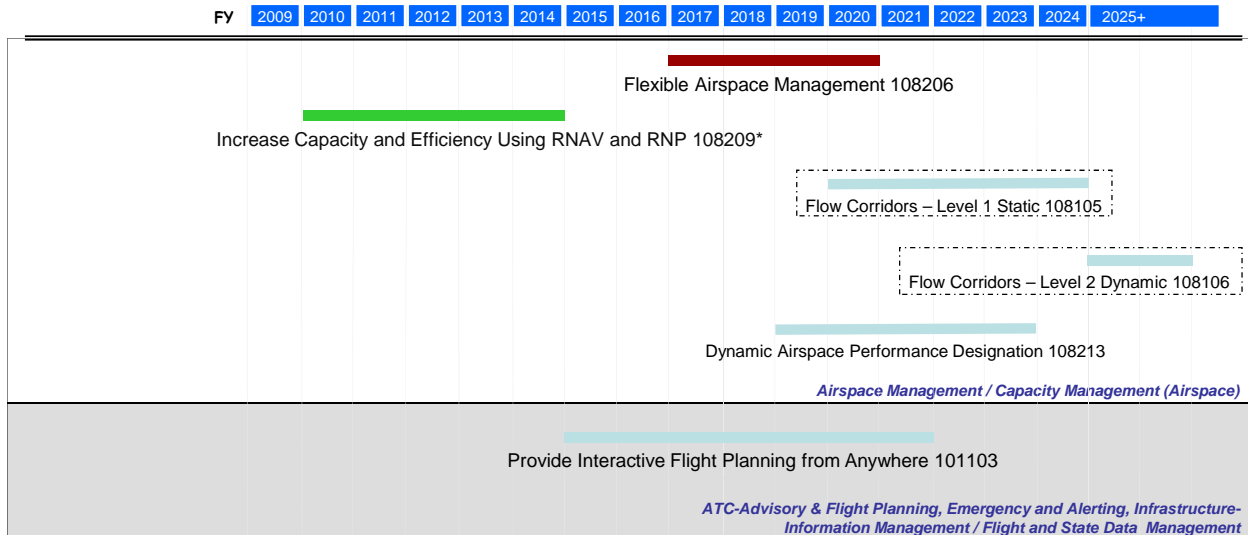 FY 2009 2010 2011 2012 2013 2014 2015 2016 2017 2018 2019 2020 2021 2022 2023 2024 2025+
Flexible Airspace Management 108206
Increase Capacity and Efficiency Using RNAV and RNP 108209*
Flow Corridors – Level 1 Static 108105
Flow Corridors – Level 2 Dynamic 108106
Dynamic Airspace Performance Designation 108213
Airspace Management / Capacity Management (Airspace)
Provide Interactive Flight Planning from Anywhere 101103
ATC-Advisory & Flight Planning, Emergency and Alerting, Infrastructure-
Information Management / Flight and State Data Management